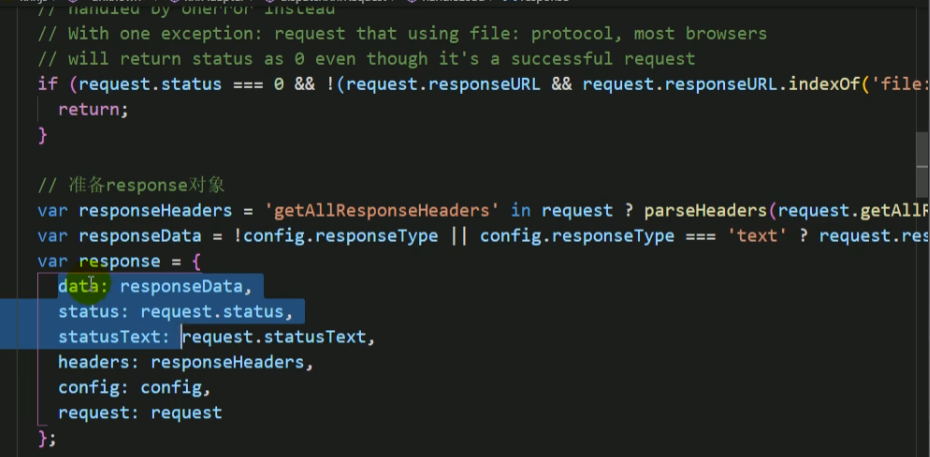 // handled by onerror instead
// With one exception: request that using file: protocol, most browsers
// will return status as 0 even though it's a successful request
if (request.status === 0 && !(request.responseURL && request.responseURL.indexOf('file:
return;
}
// 准备response对象
var responseHeaders = 'getAllResponseHeaders' in request ? parseHeaders(request.getAllR
var responseData = !config.responseType || config.responseType === 'text' ? request.res
var response = {
data: responseData,
status: request.status,
statusText: request.statusText,
headers: responseHeaders,
config: config,
request: request
};